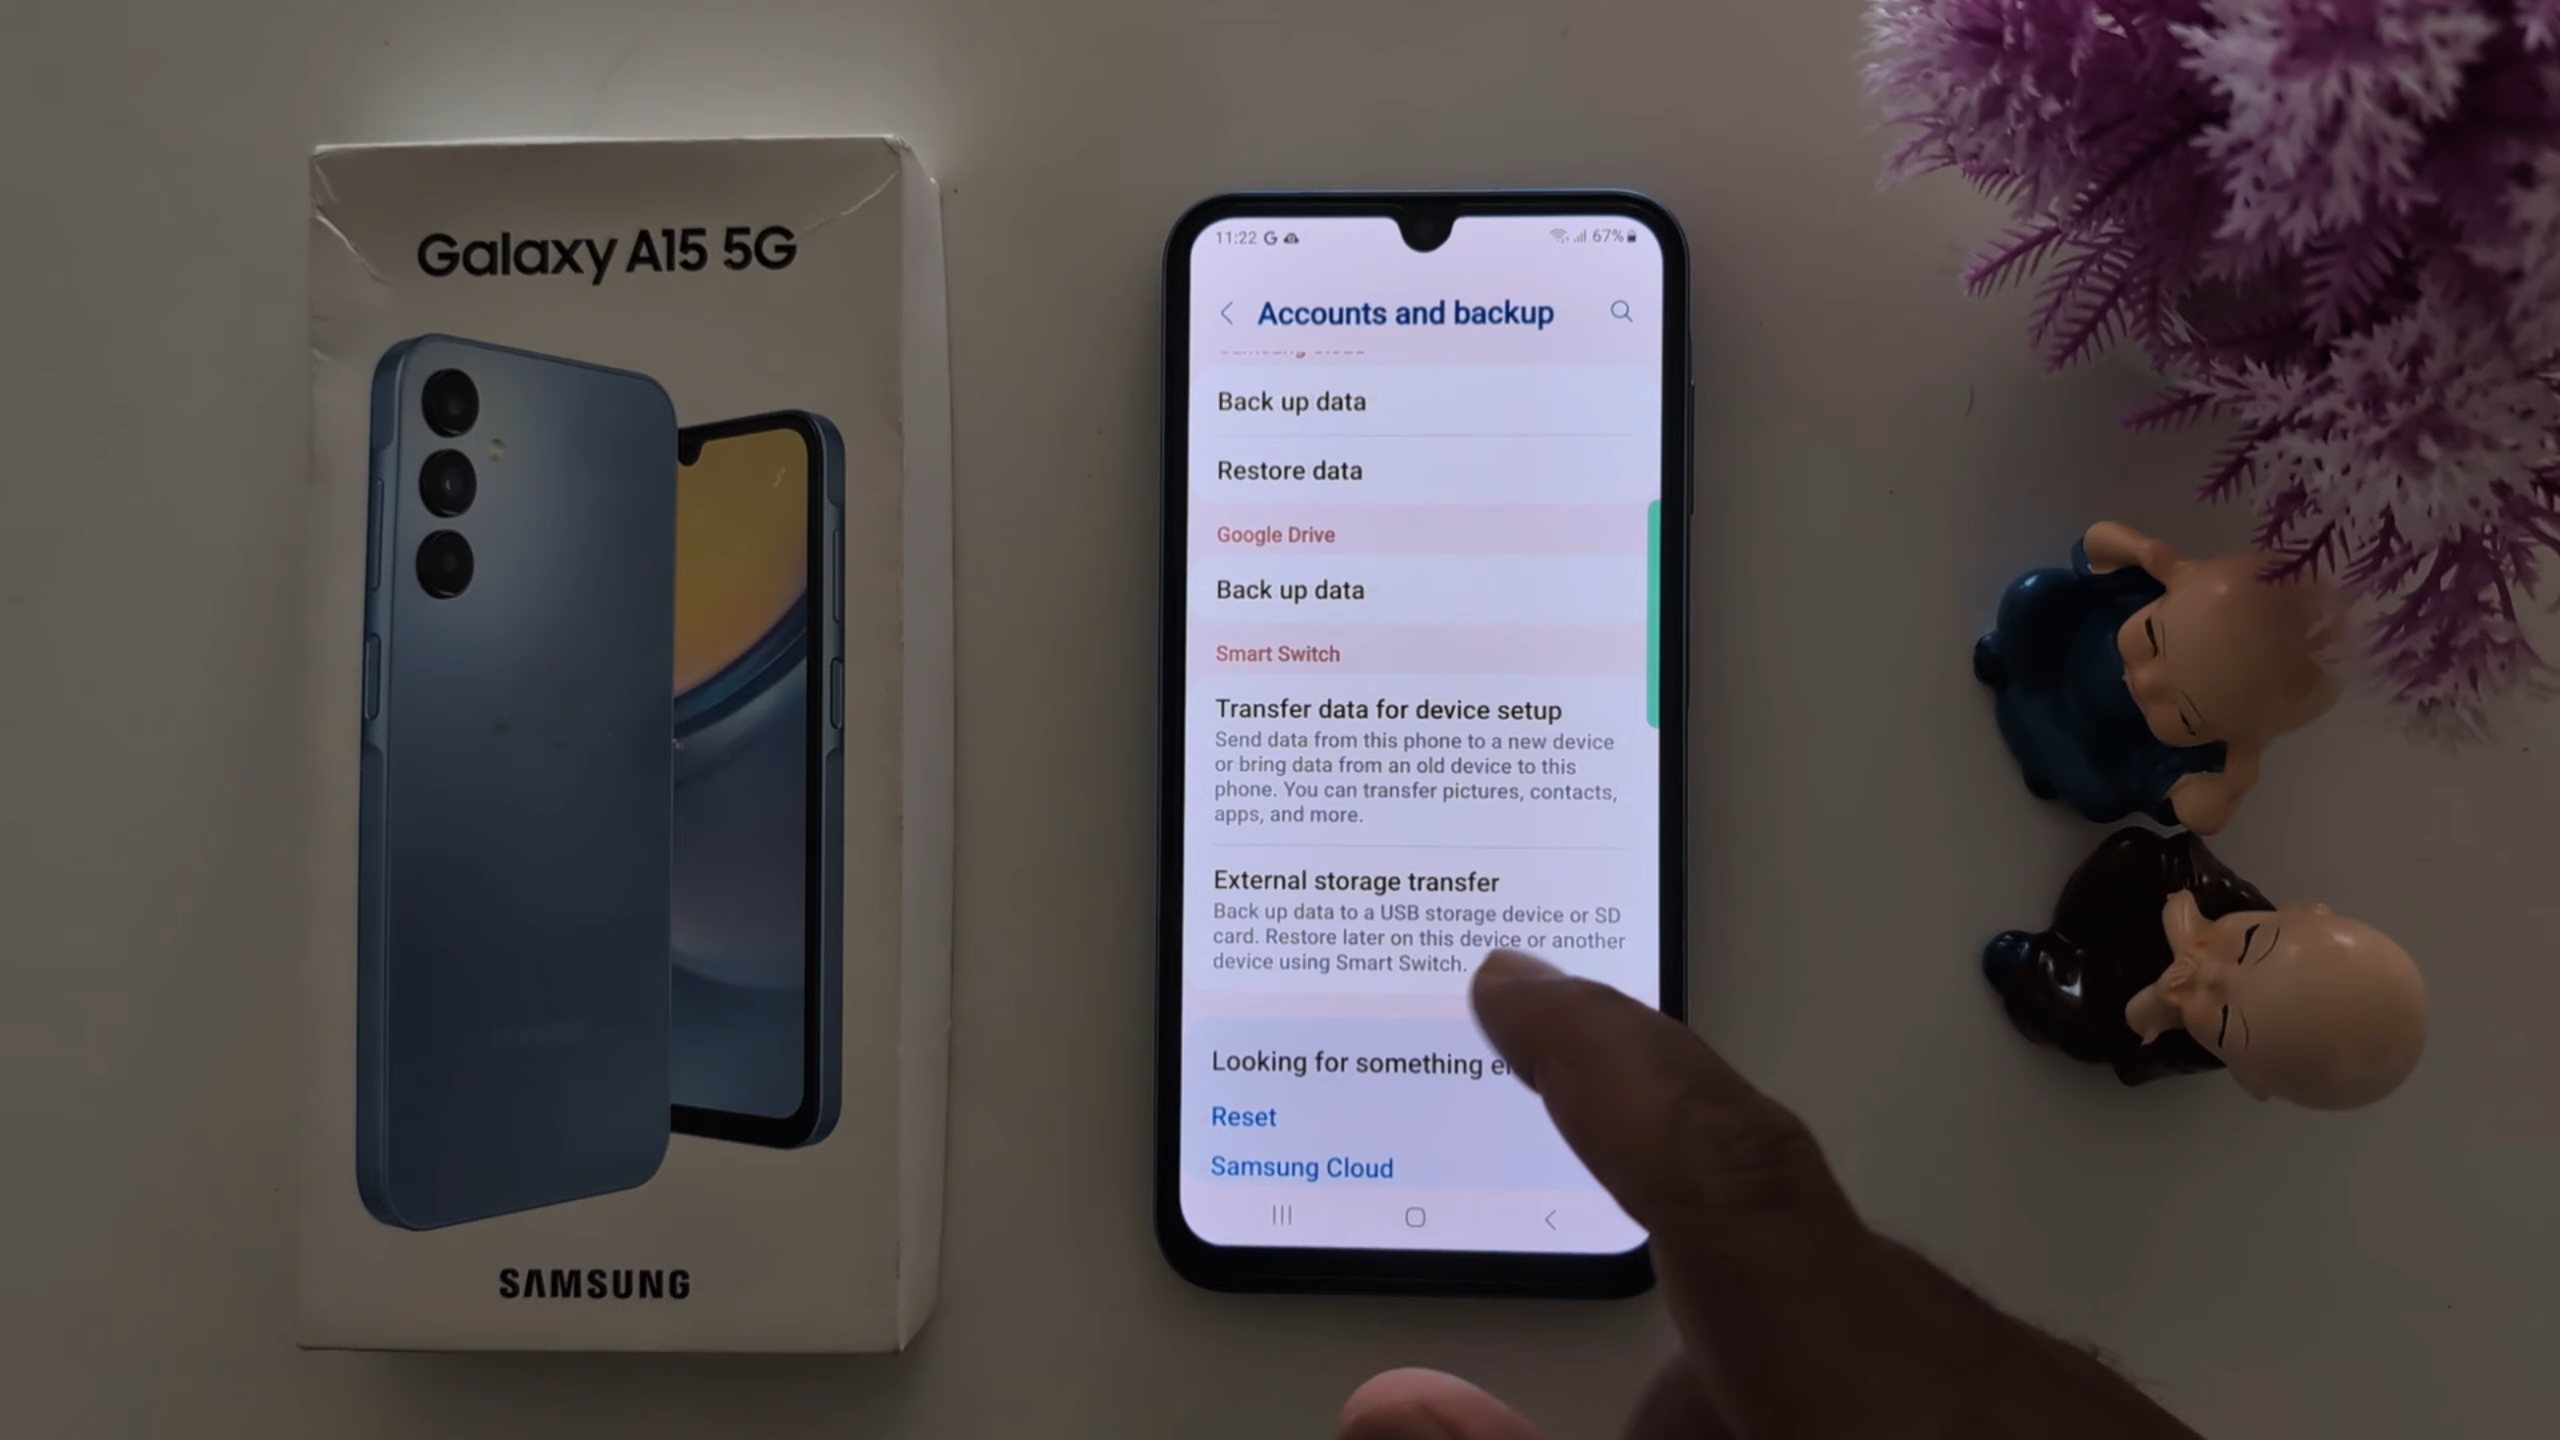 Galaxy A15 5G
SAMSUNG
11:22 G
67%
Accounts and backup
Back up data
Restore data
Google Drive
Back up data
Smart Switch
Transfer data for device setup
Send data from this phone to a new device
or bring data from an old device to this
phone. You can transfer pictures, contacts,
apps, and more.
External storage transfer
Back up data to a USB storage device or SD
card. Restore later on this device or another
device using Smart Switch.
Looking for something
Reset
Samsung Cloud